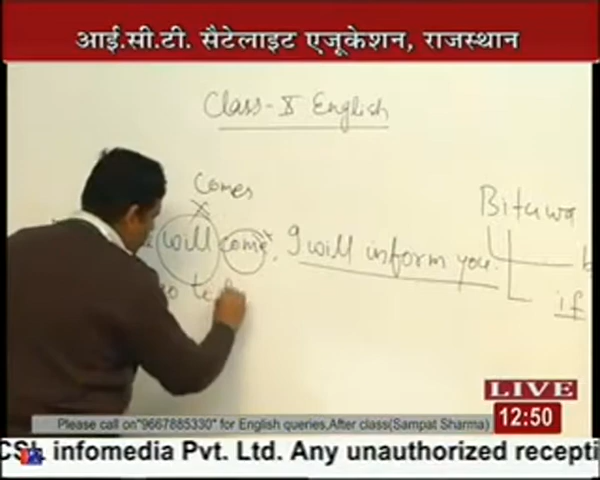 आई.सी.टी. सैटेलाइट एजूकेशन, राजस्थान
Class-X English
Comes
will come, I will inform you.
Bituwa
if
LIVE
12:50
Please call on"9667885330" for English queries,After class(Sampat Sharma)
infomedia Pvt. Ltd. Any unauthorized recepti